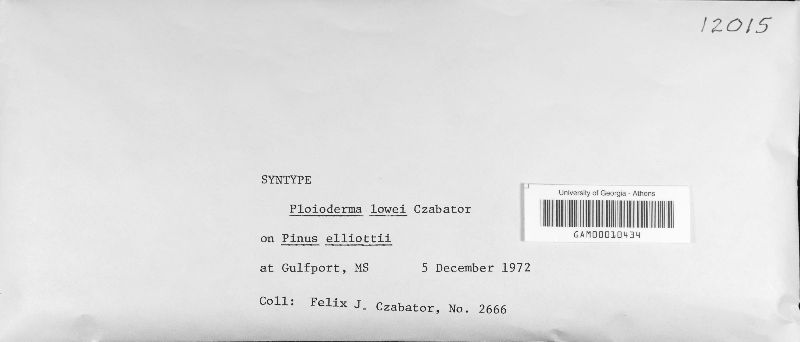 12015
SYNTYPE
Ploioderma lowei Czabator
on Pinus elliottii
at Gulfport, MS 5 December 1972
Coll: Felix J. Czabator, No. 2666
University of Georgia - Athens
GAM00010434